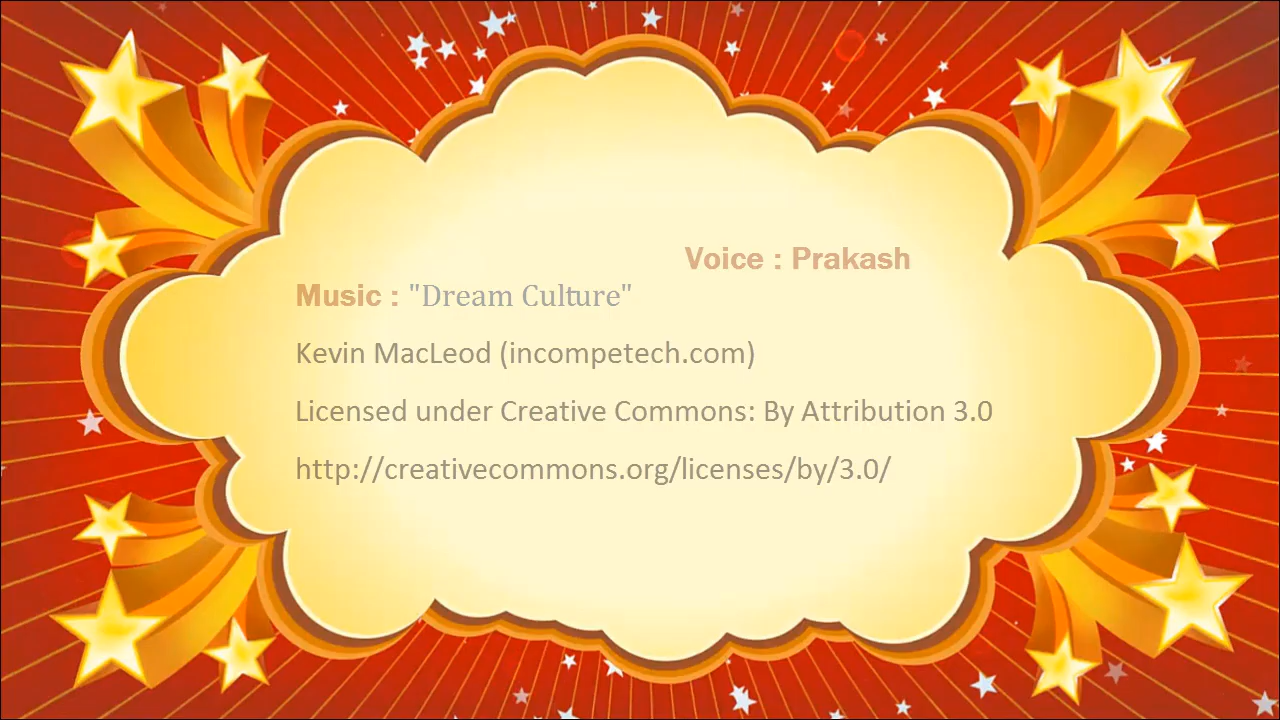 Voice : Prakash
Music : "Dream Culture"
Kevin MacLeod (incompetech.com)
Licensed under Creative Commons: By Attribution 3.0
http://creativecommons.org/licenses/by/3.0/